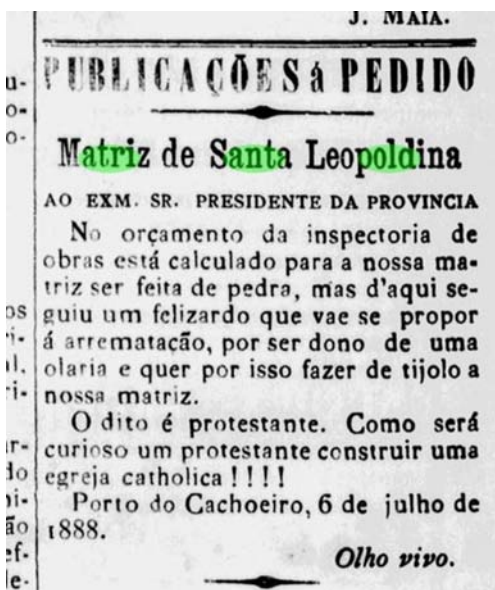 J. MAIA.
PUBLICAÇÕES á PEDIDO
Matriz de Santa Leopoldina
AO EXM. SR. PRESIDENTE DA PROVINCIA
No orçamento da inspectoria de
obras está calculado para a nossa ma-
triz ser feita de pedra, mas d'aqui se-
guiu um felizardo que vae se propor
á arrematação, por ser dono de uma
olaria e quer por isso fazer de tijolo a
nossa matriz.
O dito é protestante. Como será
curioso um protestante construir uma
egreja catholica ! ! ! !
Porto do Cachoeiro, 6 de julho de
1888.
Olho vivo.